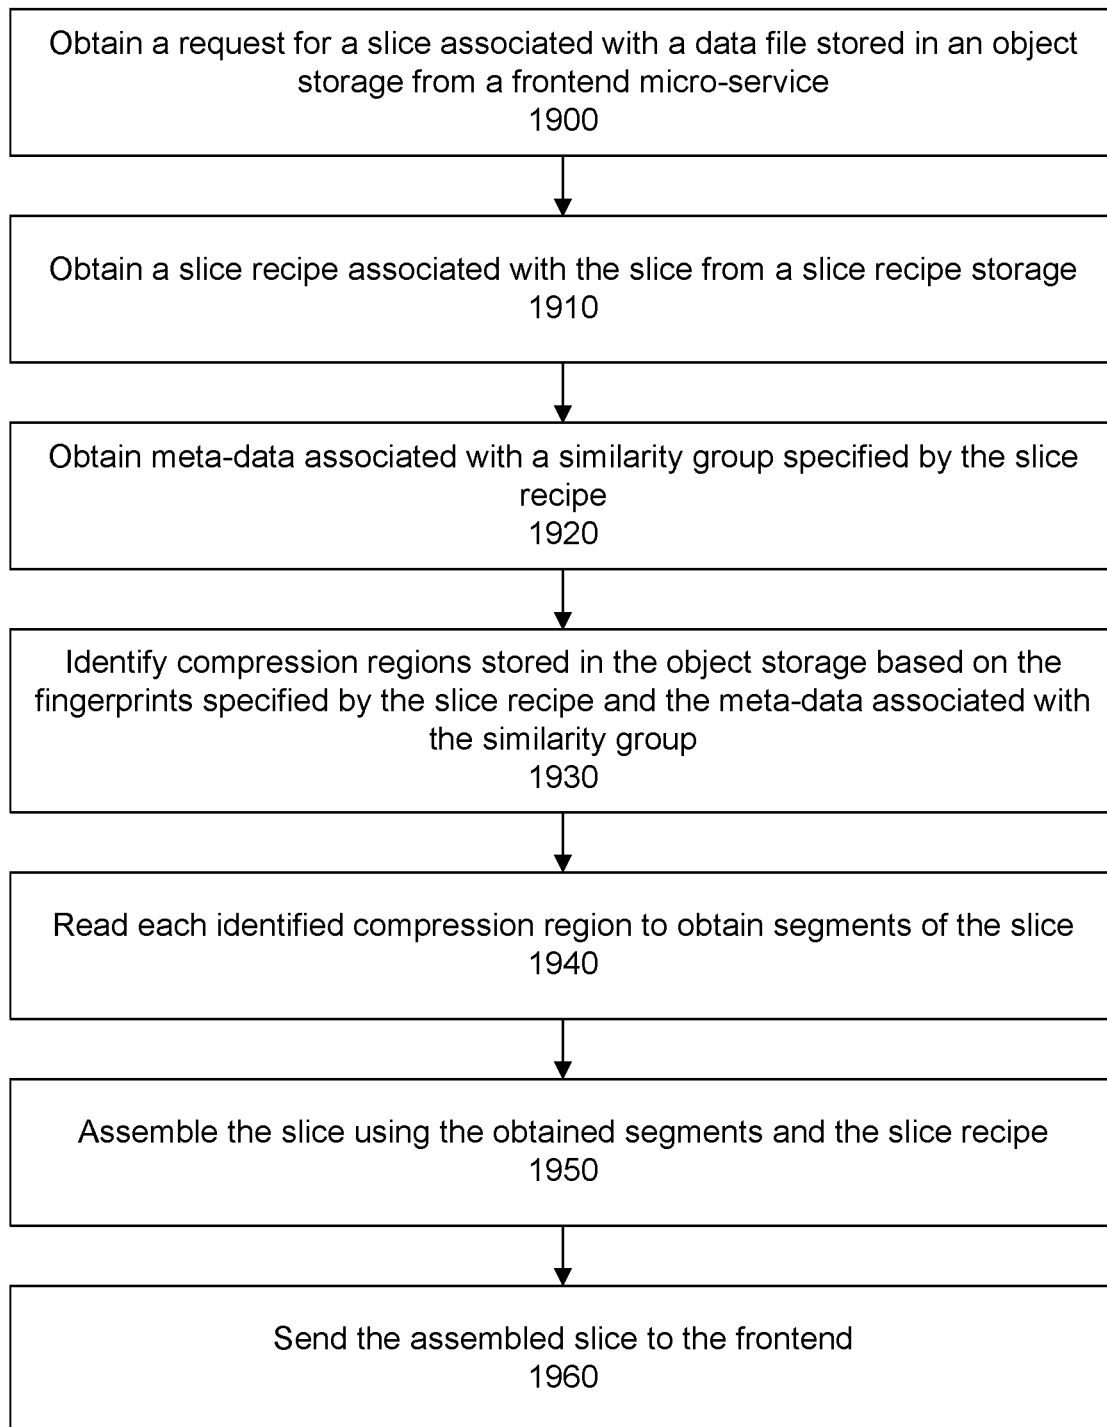 Obtain a request for a slice associated with a data file stored in an object
storage from a frontend micro-service
1900
Obtain a slice recipe associated with the slice from a slice recipe storage
1910
Obtain meta-data associated with a similarity group specified by the slice
recipe
1920
Identify compression regions stored in the object storage based on the
fingerprints specified by the slice recipe and the meta-data associated with
the similarity group
1930
Read each identified compression region to obtain segments of the slice
1940
Assemble the slice using the obtained segments and the slice recipe
1950
Send the assembled slice to the frontend
1960